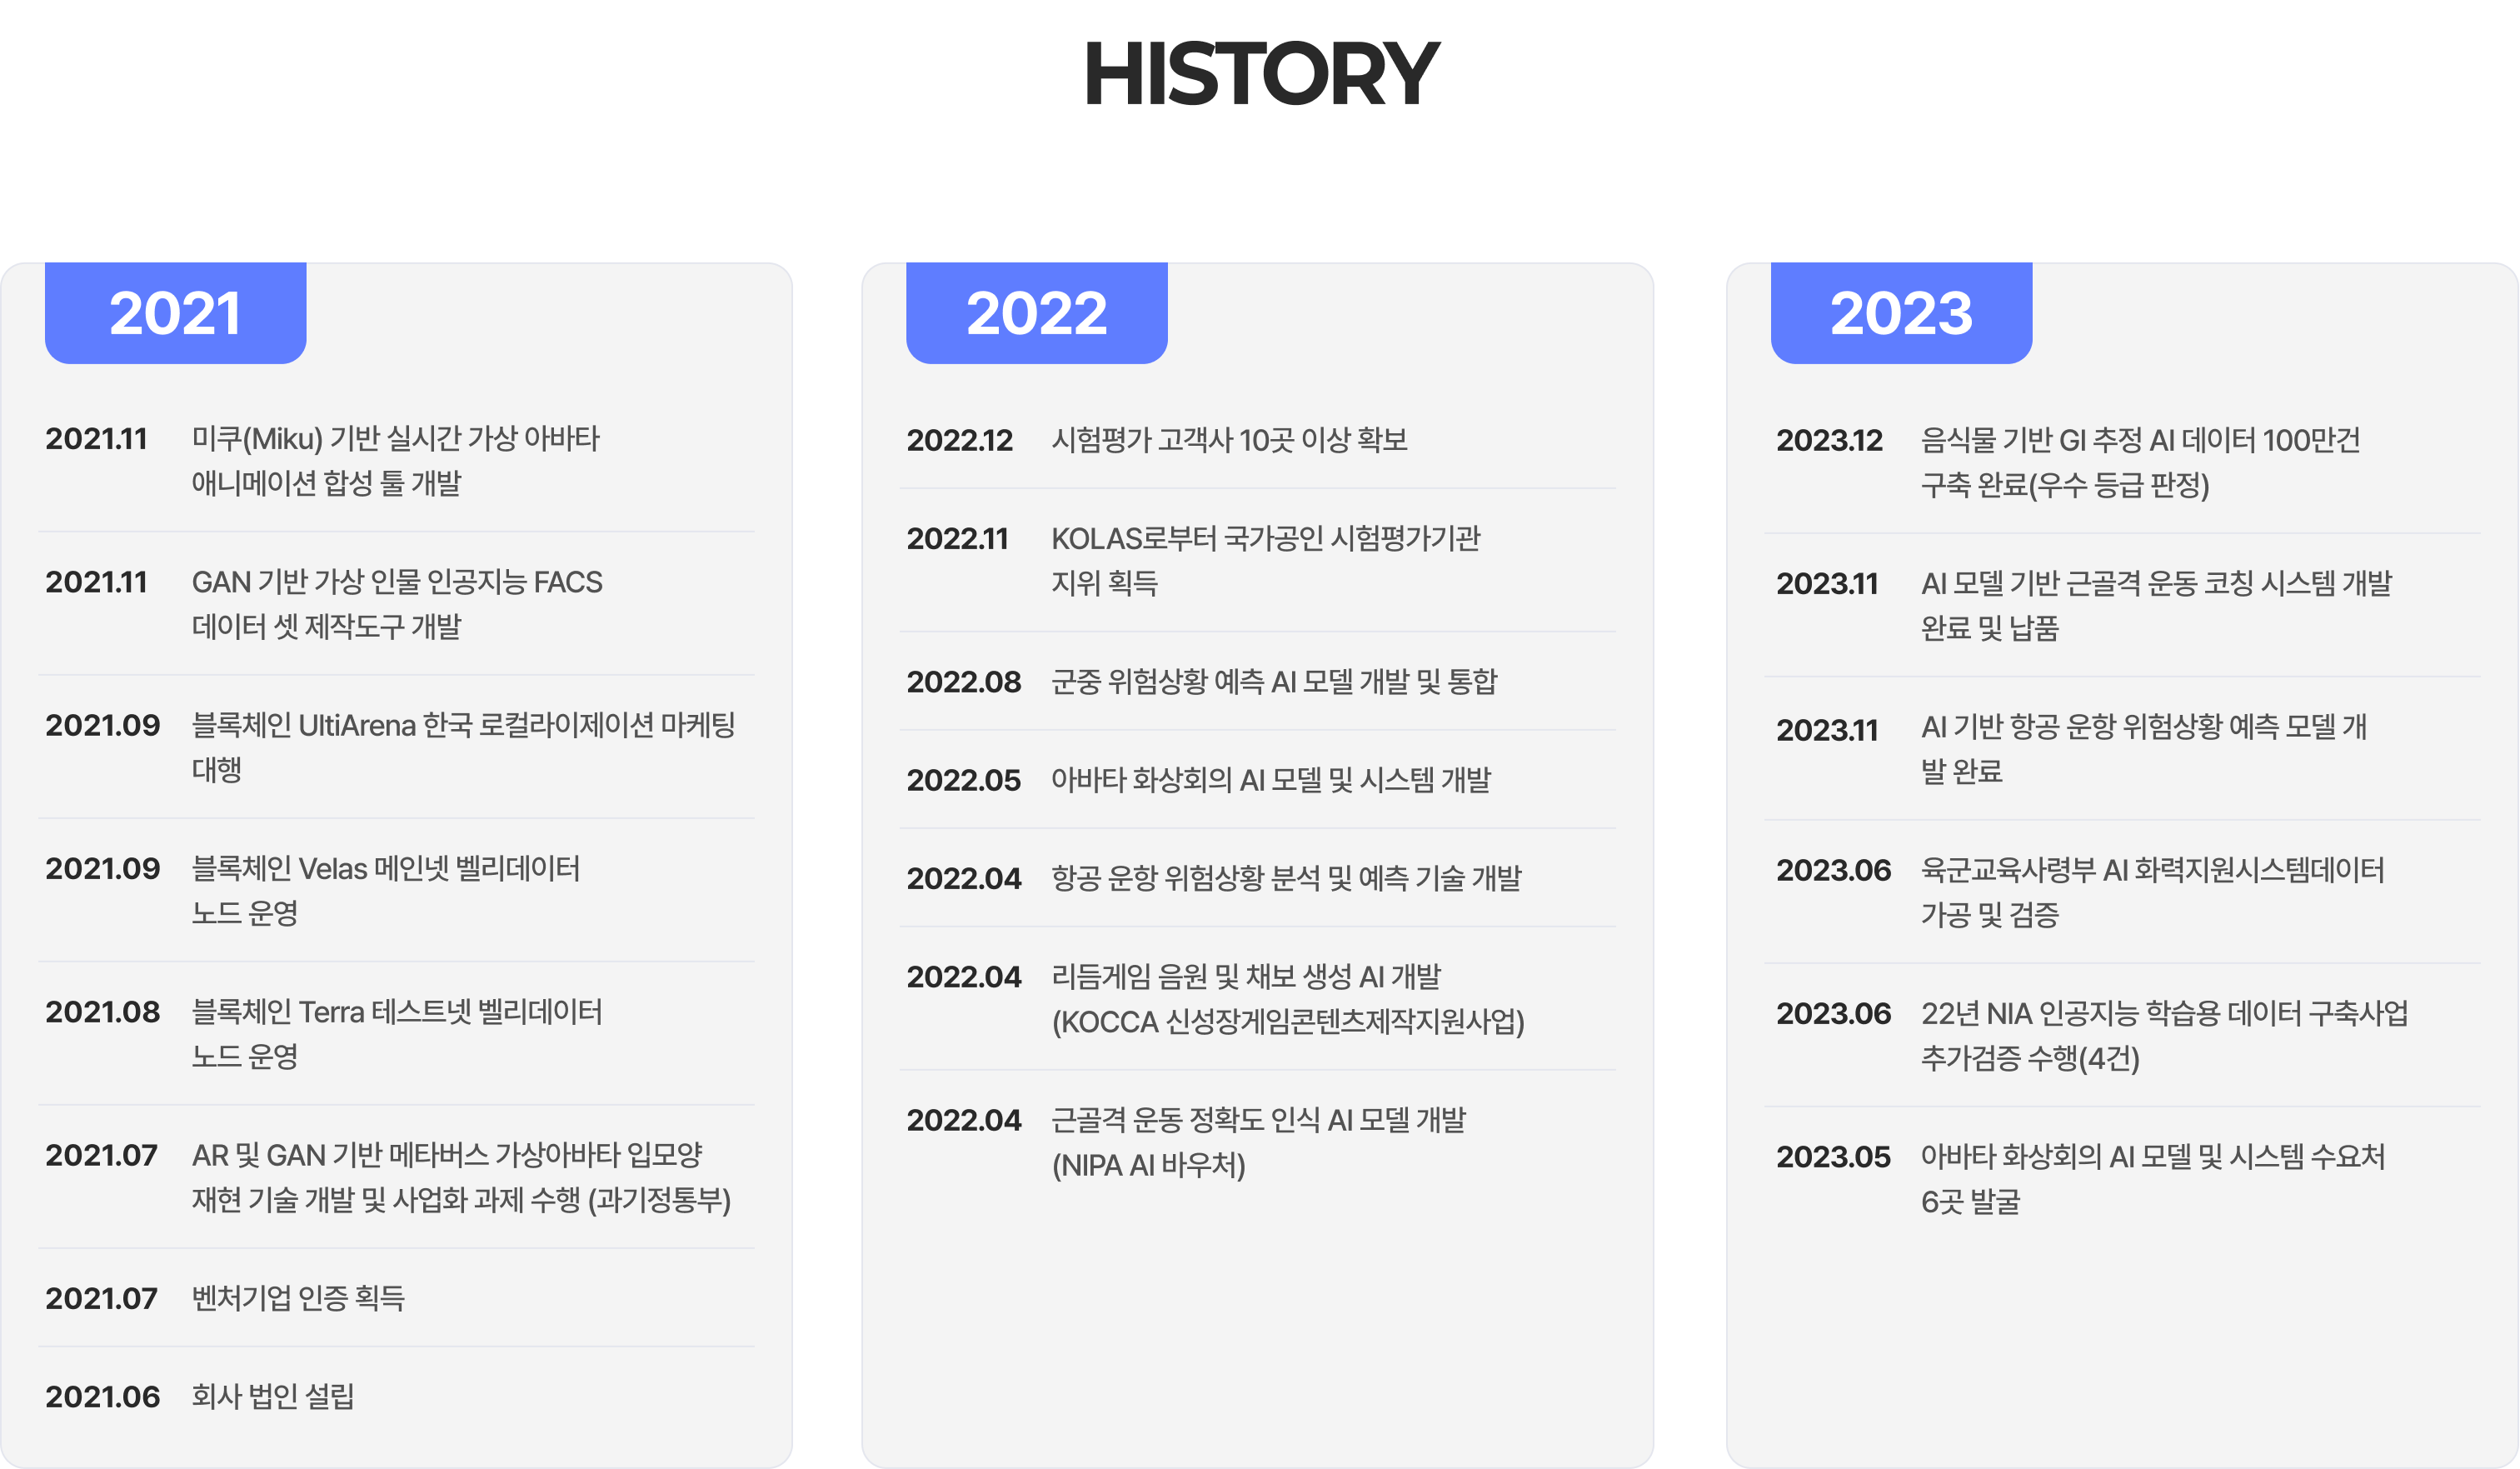 HISTORY
2021
2021.11 미쿠(Miku) 기반 실시간 가상 아바타
애니메이션 합성 툴 개발
2021.11 GAN 기반 가상 인물 인공지능 FACS
데이터 셋 제작도구 개발
2021.09 블록체인 UltiArena 한국 로컬라이제이션 마케팅
대행
2021.09 블록체인 Velas 메인넷 벨리데이터
노드 운영
2021.08 블록체인 Terra 테스트넷 벨리데이터
노드 운영
2021.07 AR 및 GAN 기반 메타버스 가상아바타 입모양
재현 기술 개발 및 사업화 과제 수행 (과기정통부)
2021.07 벤처기업 인증 획득
2021.06 회사 법인 설립
2022
2022.12 시험평가 고객사 10곳 이상 확보
2022.11 KOLAS로부터 국가공인 시험평가기관
지위 획득
2022.08 군중 위험상황 예측 AI 모델 개발 및 통합
2022.05 아바타 화상회의 AI 모델 및 시스템 개발
2022.04 항공 운항 위험상황 분석 및 예측 기술 개발
2022.04 리듬게임 음원 및 채보 생성 AI 개발
(KOCCA 신성장게임콘텐츠제작지원사업)
2022.04 근골격 운동 정확도 인식 AI 모델 개발
(NIPA AI 바우처)
2023
2023.12 음식물 기반 GI 추정 AI 데이터 100만건
구축 완료(우수 등급 판정)
2023.11 AI 모델 기반 근골격 운동 코칭 시스템 개발
완료 및 납품
2023.11 AI 기반 항공 운항 위험상황 예측 모델 개
발 완료
2023.06 육군교육사령부 AI 화력지원시스템데이터
가공 및 검증
2023.06 22년 NIA 인공지능 학습용 데이터 구축사업
추가검증 수행(4건)
2023.05 아바타 화상회의 AI 모델 및 시스템 수요처
6곳 발굴